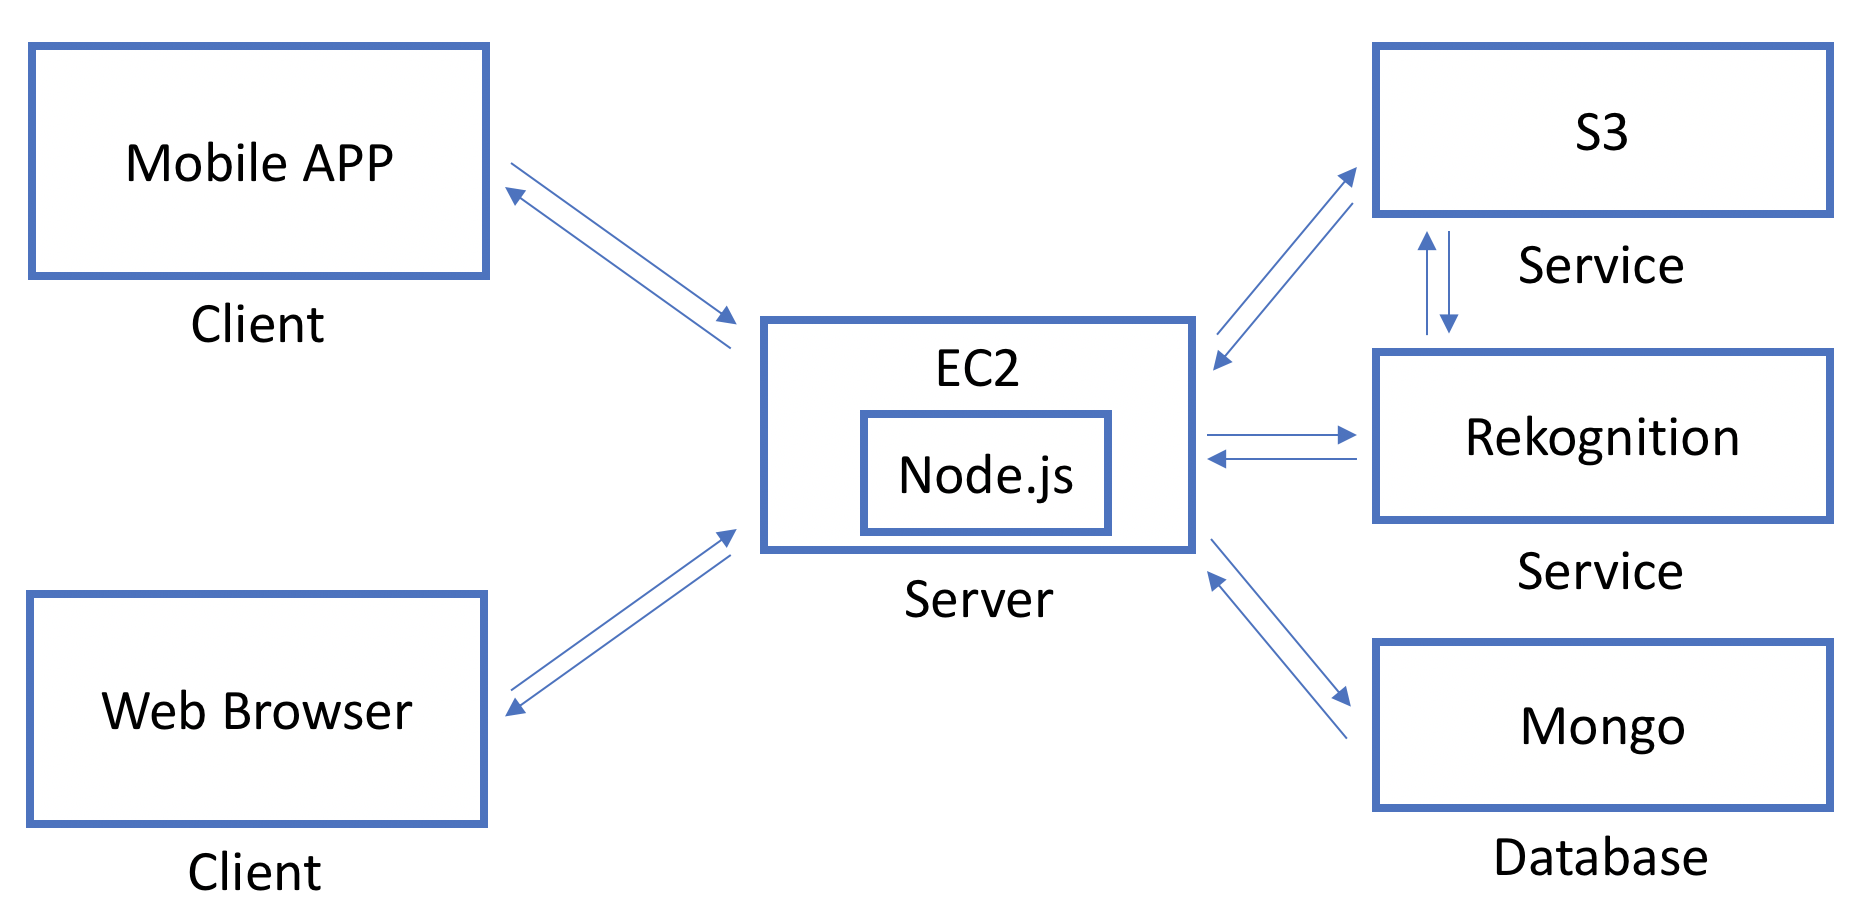 Mobile APP
Client
Web Browser
Client
EC2
Node.js
Server
S3
Service
Rekognition
Service
Mongo
Database